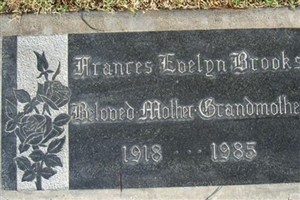 Frances Evelyn Brooks
Beloved Mother Grandmothe
1918 ··· 1985